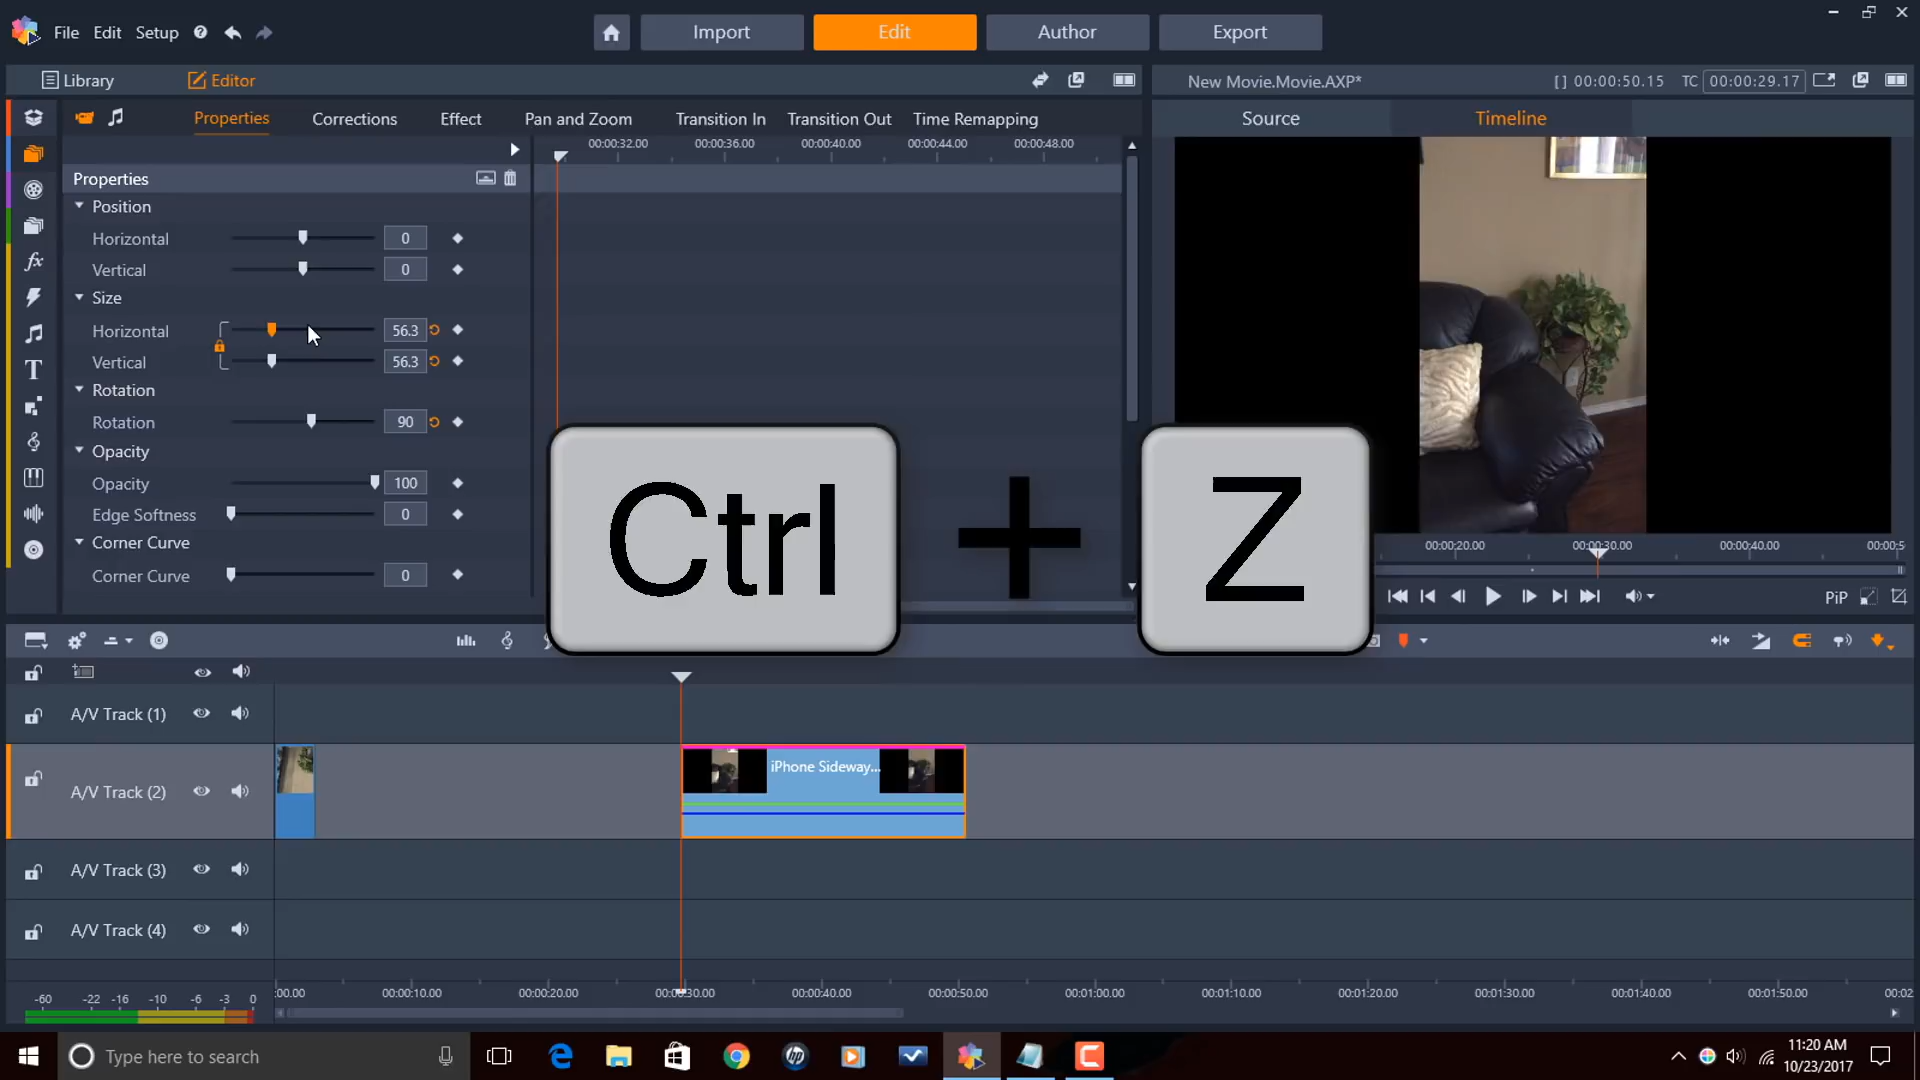 File Edit Setup
Import Edit Author Export
Library Editor
New Movie.Movie.AXP* [ ] 00:00:50.15 TC 00:00:29.17
Properties Corrections Effect Pan and Zoom Transition In Transition Out Time Remapping
Source Timeline
00:00:32.00 00:00:36.00 00:00:40.00 00:00:44.00 00:00:48.00
Properties
Position
Horizontal 0
Vertical 0
Size
Horizontal 56.3
Vertical 56.3
Rotation
Rotation 90
Opacity
Opacity 100
Edge Softness 0
Corner Curve
Corner Curve 0
Ctrl + Z
00:00:20.00 00:00:30.00 00:00:40.00 00:00:5
PiP
A/V Track (1)
A/V Track (2)
iPhone Sideway...
A/V Track (3)
A/V Track (4)
-60 -22 -16 -10 -6 -3 0
:00.00 00:00:10.00 00:00:20.00 00:00:30.00 00:00:40.00 00:00:50.00 00:01:00.00 00:01:10.00 00:01:20.00 00:01:30.00 00:01:40.00 00:01:50.00 00:02
Type here to search
11:20 AM
10/23/2017